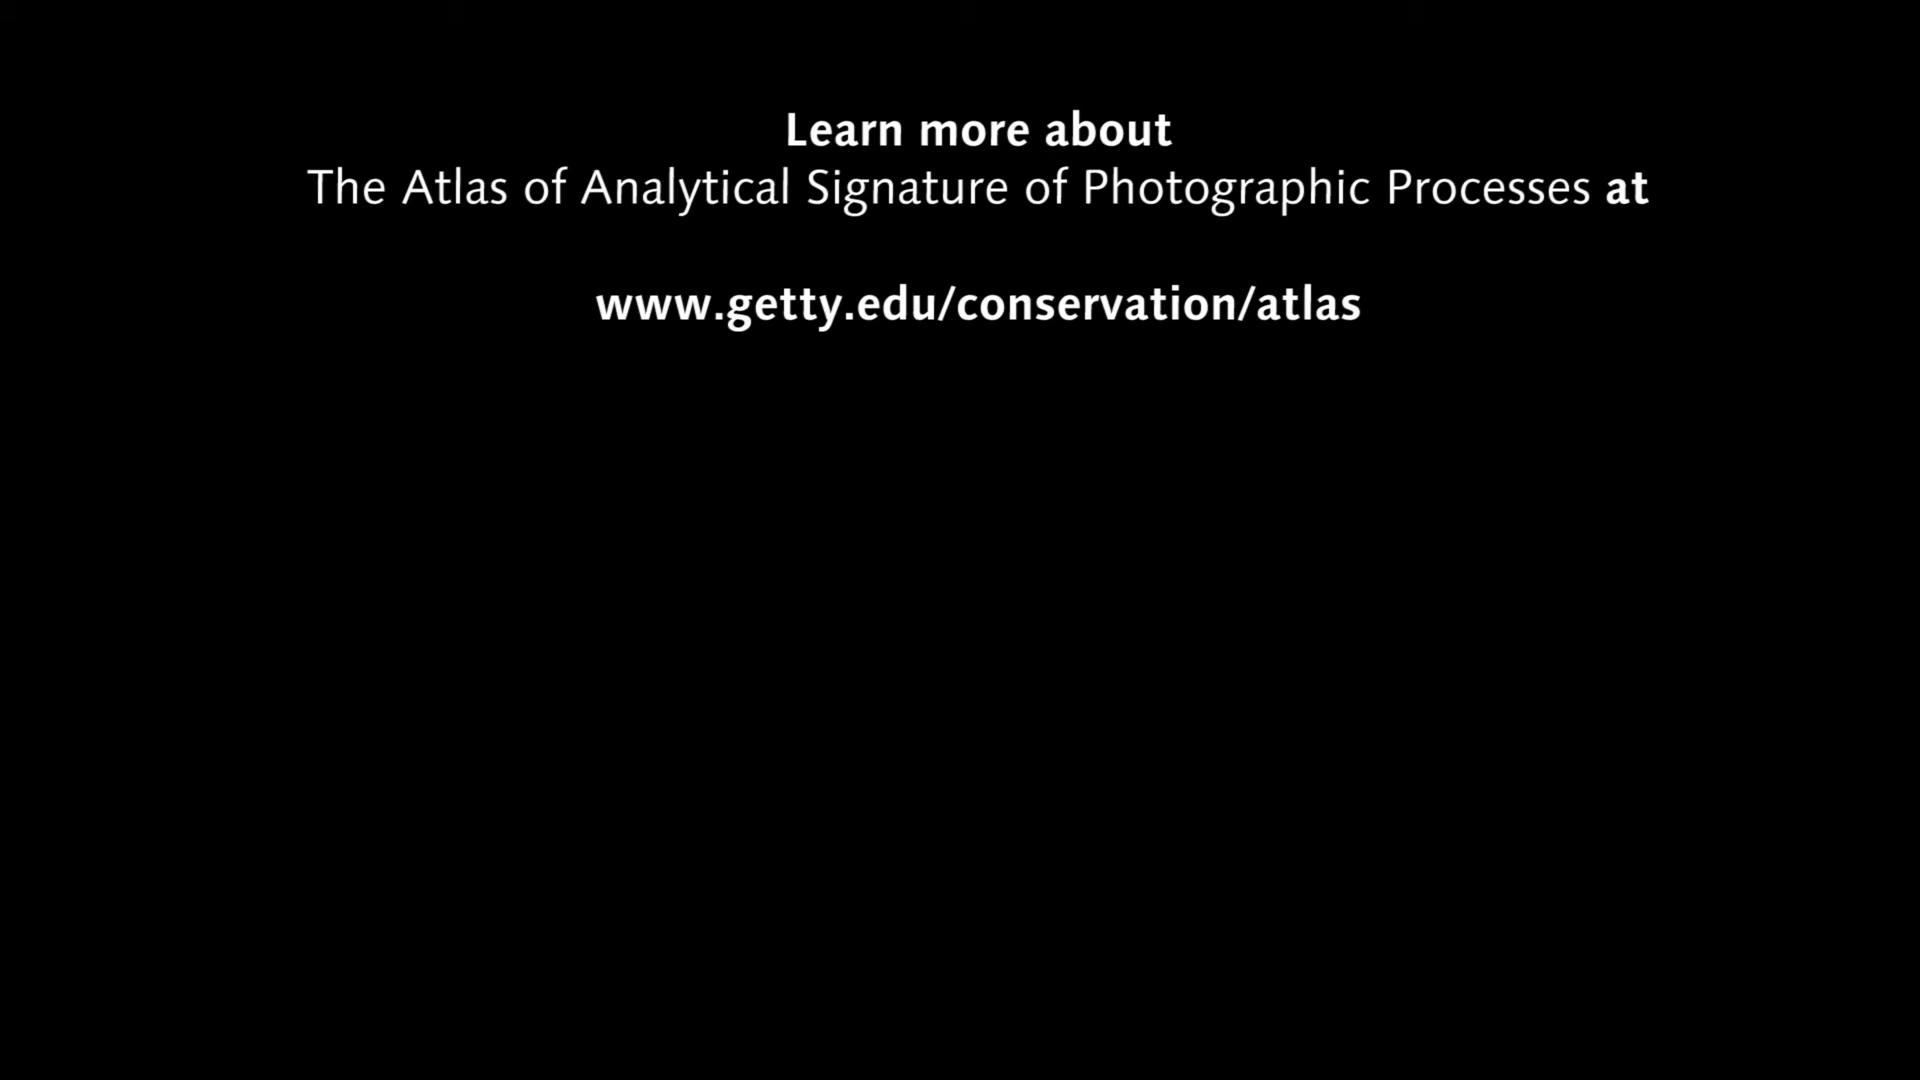 Learn more about
The Atlas of Analytical Signature of Photographic Processes at
www.getty.edu/conservation/atlas